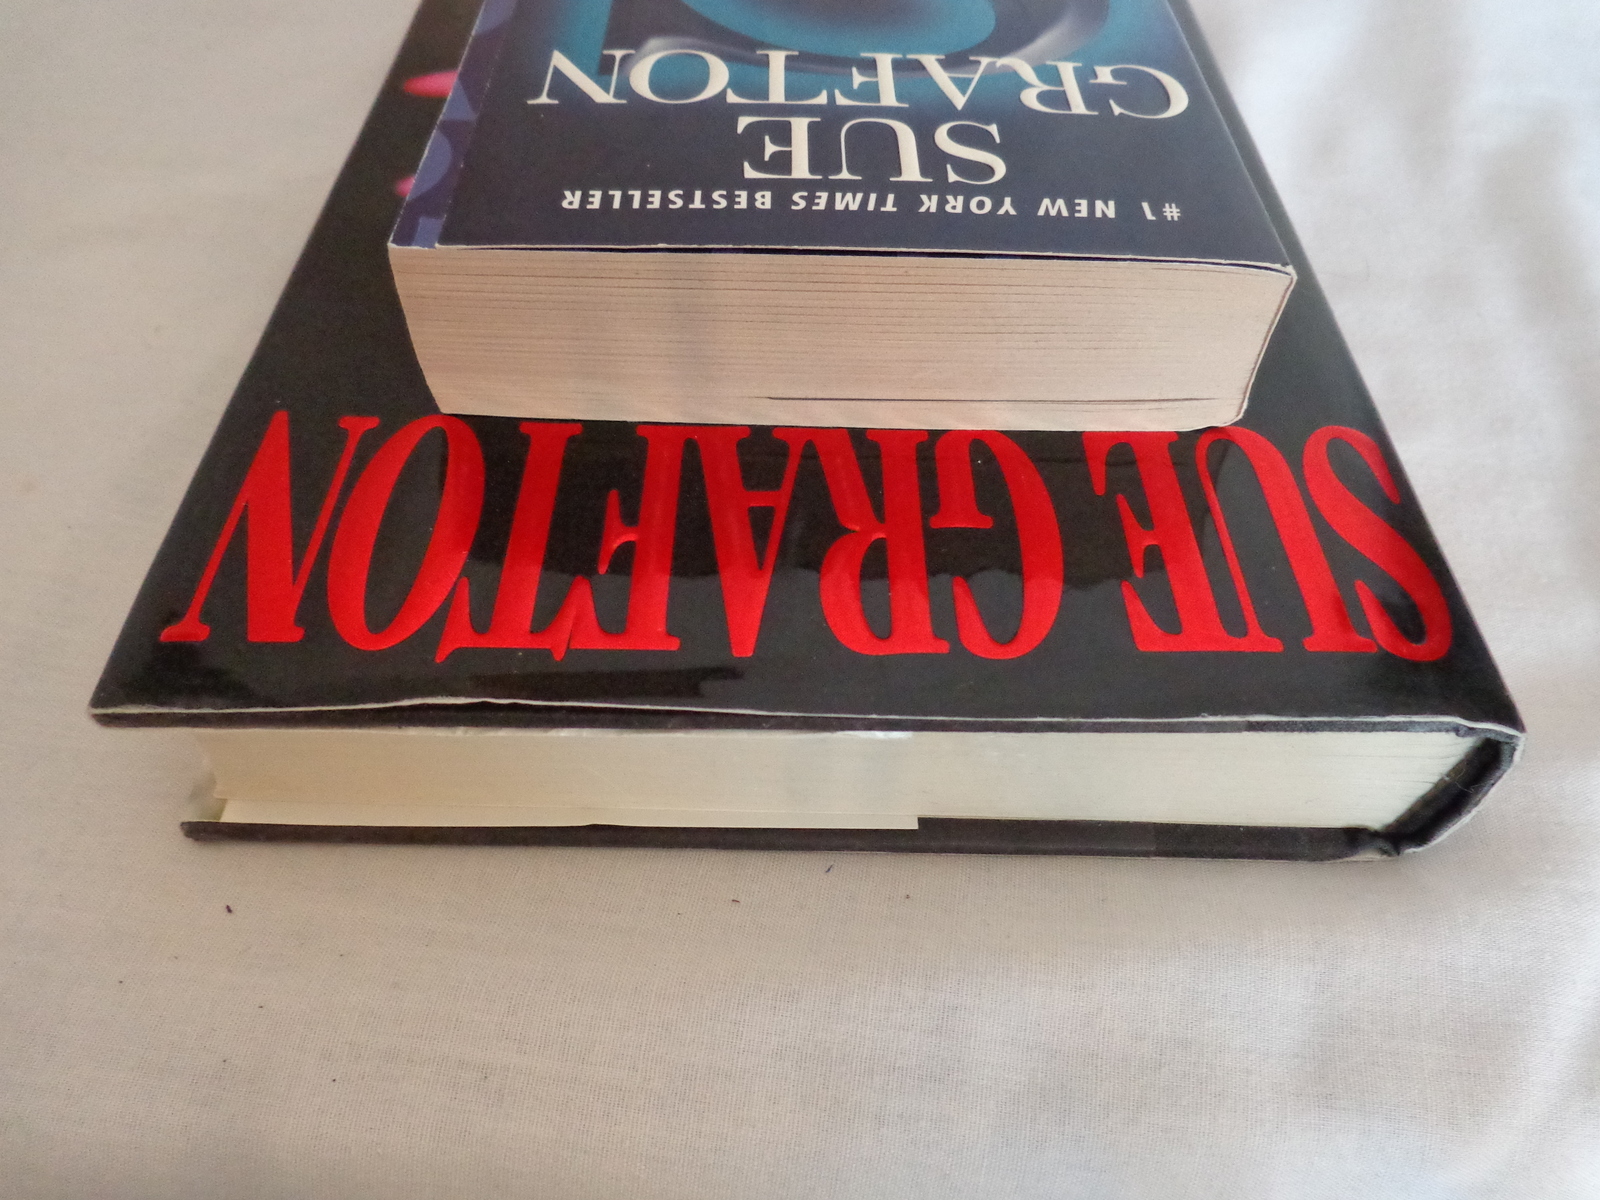 #1 NEW YORK TIMES BESTSELLER
SUE
GRAFTON
SUE GRAFTON